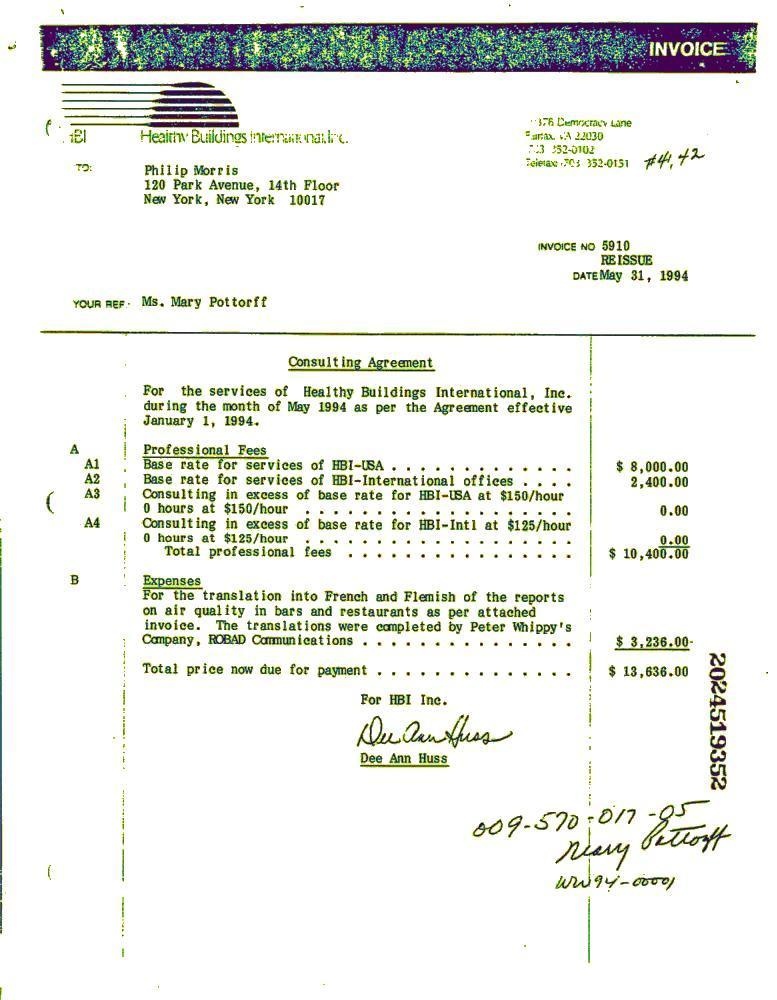 INVOICE
HBI Healthy Buildings International, Inc.
Democracy Lane
Fairfax, VA 22030
352-0102
Telefax: 703 352-0151
#4,42
TO:
Philip Morris
120 Park Avenue, 14th Floor
New York, New York 10017
INVOICE NO 5910
REISSUE
DATE May 31, 1994
YOUR REF: Ms. Mary Pottorff
Consulting Agreement
For the services of Healthy Buildings International, Inc.
during the month of May 1994 as per the Agreement effective
January 1, 1994.
A Professional Fees
A1 Base rate for services of HBI-USA . . . . . . . . . . . . . $ 8,000.00
A2 Base rate for services of HBI-International offices . . . . 2,400.00
A3 Consulting in excess of base rate for HBI-USA at $150/hour
0 hours at $150/hour . . . . . . . . . . . . . . . . . . . 0.00
A4 Consulting in excess of base rate for HBI-Intl at $125/hour
0 hours at $125/hour . . . . . . . . . . . . . . . . . . . 0.00
Total professional fees . . . . . . . . . . . . . . . . $ 10,400.00
B Expenses
For the translation into French and Flemish of the reports
on air quality in bars and restaurants as per attached
invoice. The translations were completed by Peter Whippy's
Company, ROBAD Communications . . . . . . . . . . . . . . . $ 3,236.00
Total price now due for payment . . . . . . . . . . . . . . $ 13,636.00
For HBI Inc.
Dee Ann Huss
Dee Ann Huss
2024519352
009-570-017-05
Mary Pottorff
WW94-00001